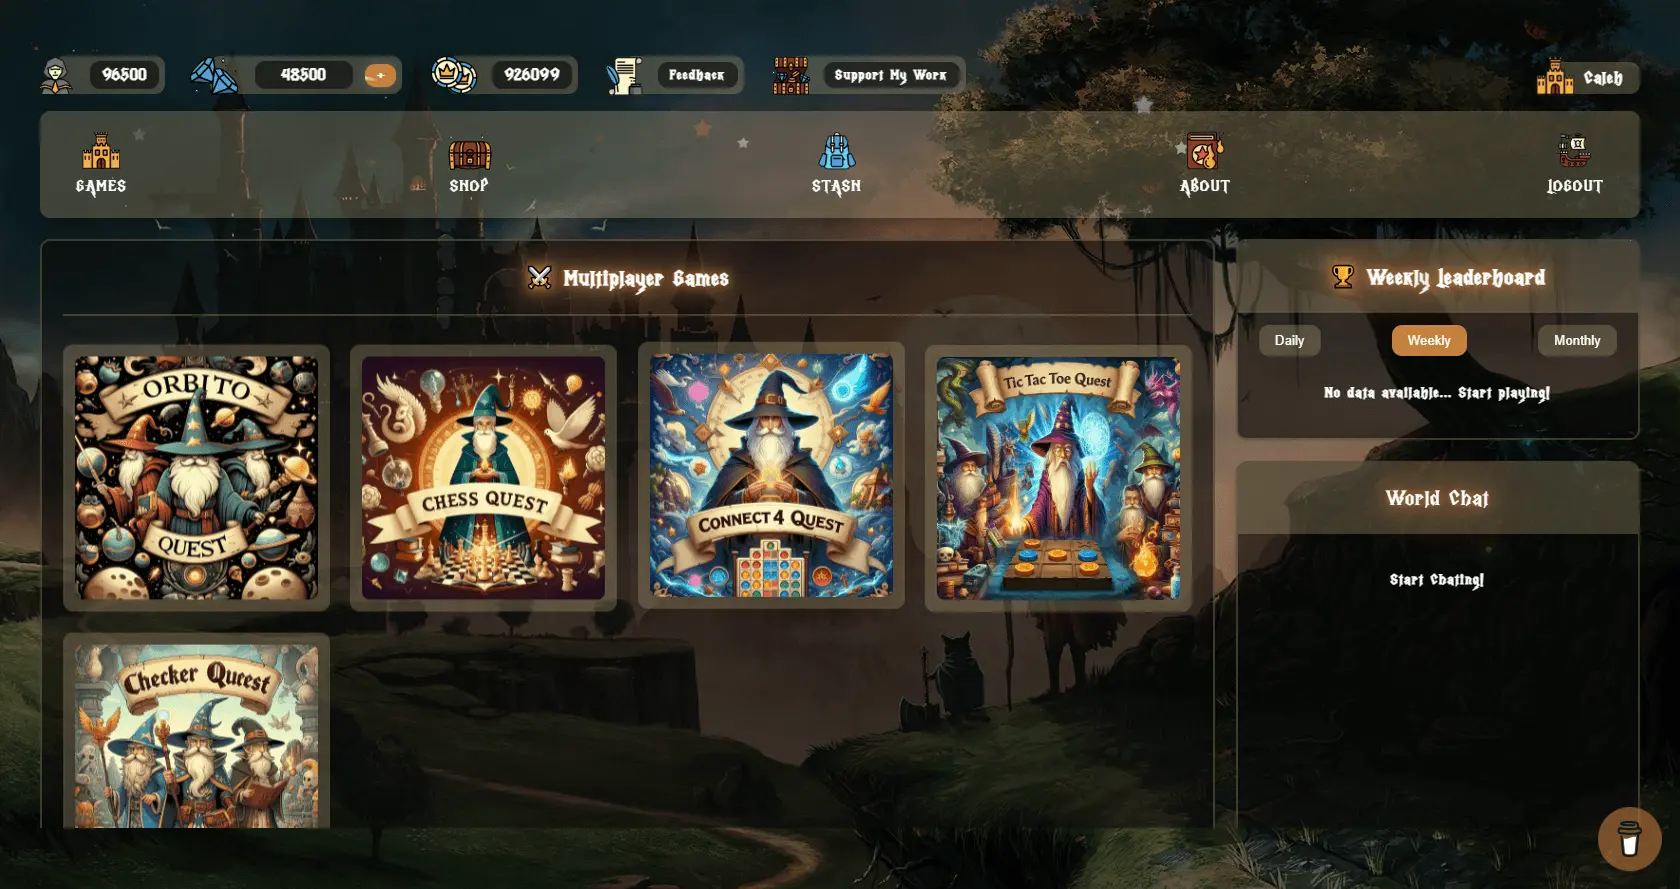 96500
48500
+
926099
Feedback
Support My Work
Caleb
GAMES
SHOP
STASH
ABOUT
LOGOUT
Multiplayer Games
Weekly Leaderboard
Daily
Weekly
Monthly
No data available... Start playing!
ORBITO
QUEST
CHESS QUEST
CONNECT 4 QUEST
Tic Tac Toe Quest
World Chat
Start Chating!
Checker Qucest